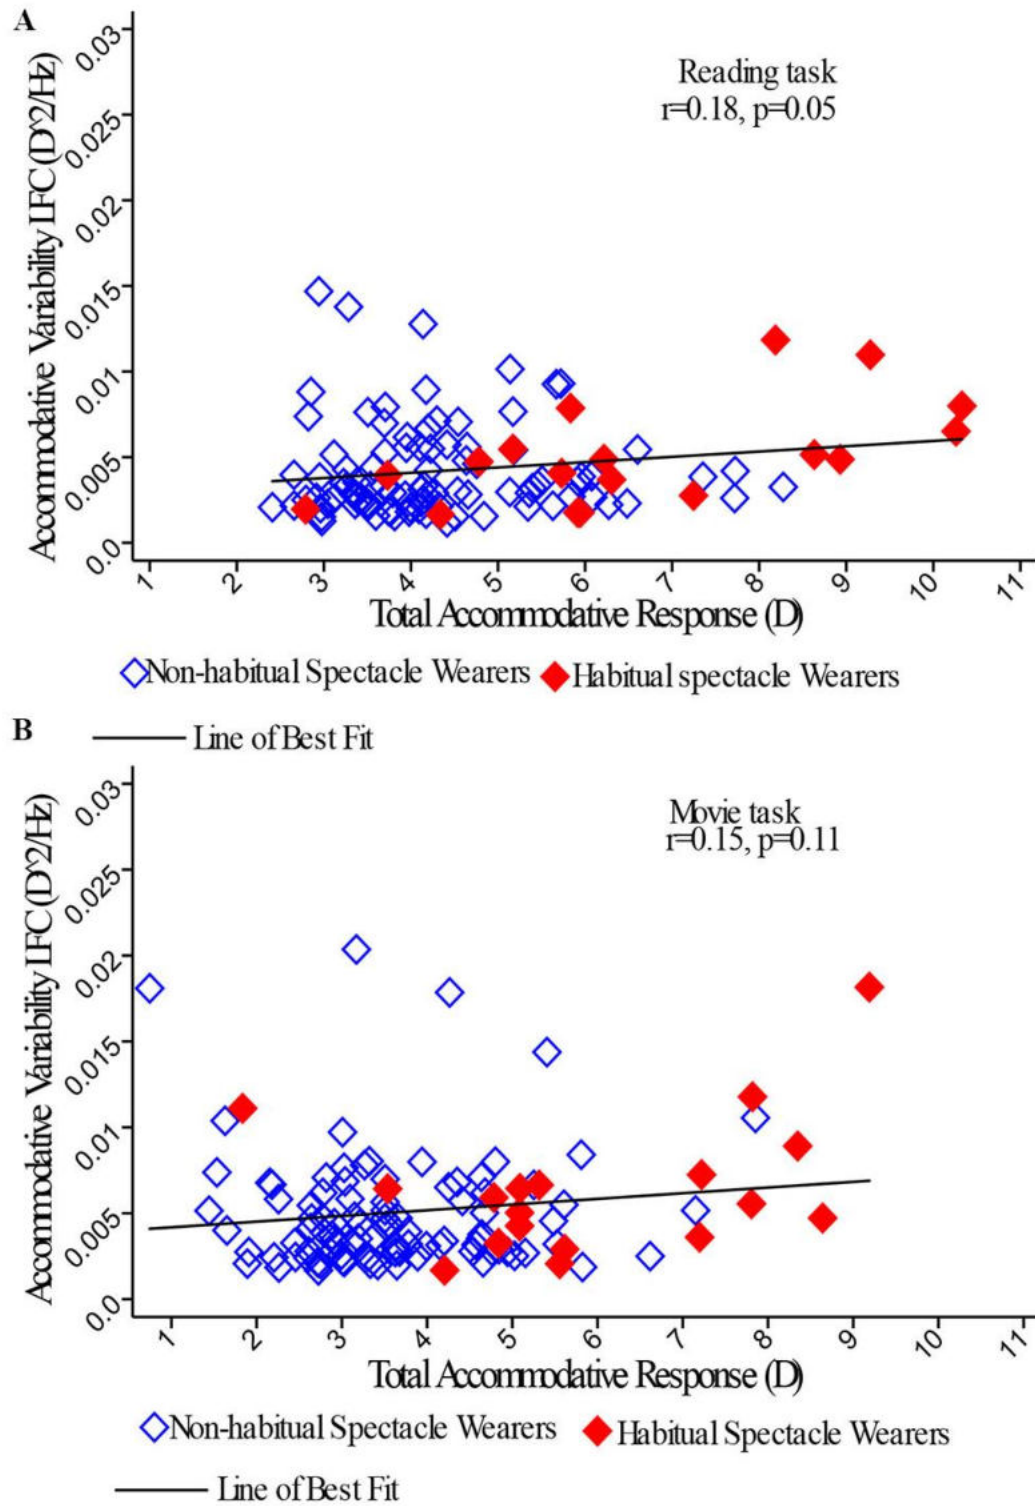 A
Reading task
r=0.18, p=0.05
Accommodative Variability LFC (D^2/Hz)
0.03
0.025
0.02
0.015
0.01
0.005
0.0
1 2 3 4 5 6 7 8 9 10 11
Total Accommodative Response (D)
Non-habitual Spectacle Wearers Habitual spectacle Wearers
Line of Best Fit
B
Movie task
r=0.15, p=0.11
Accommodative Variability LFC (D^2/Hz)
0.03
0.025
0.02
0.015
0.01
0.005
0.0
1 2 3 4 5 6 7 8 9 10 11
Total Accommodative Response (D)
Non-habitual Spectacle Wearers Habitual Spectacle Wearers
Line of Best Fit